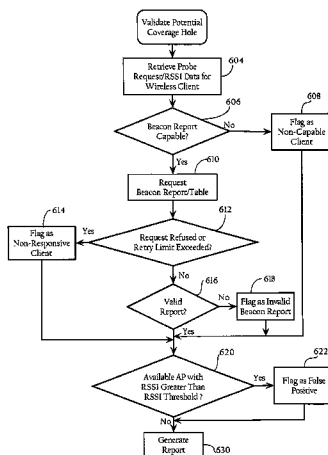 Validate Potential
Coverage Hole
604
Retrieve Probe
Request/RSSI Data for
Wireless Client
606
Beacon Report
Capable?
No
608
Flag as
Non-Capable
Client
Yes
610
Request
Beacon Report/Table
612
Request Refused or
Retry Limit Exceeded?
Yes
614
Flag as
Non-Responsive
Client
No
616
Valid
Report?
No
618
Flag as Invalid
Beacon Report
Yes
620
Available AP with
RSSI Greater Than
RSSI Threshold?
Yes
622
Flag as False
Positive
No
Generate
Report
630